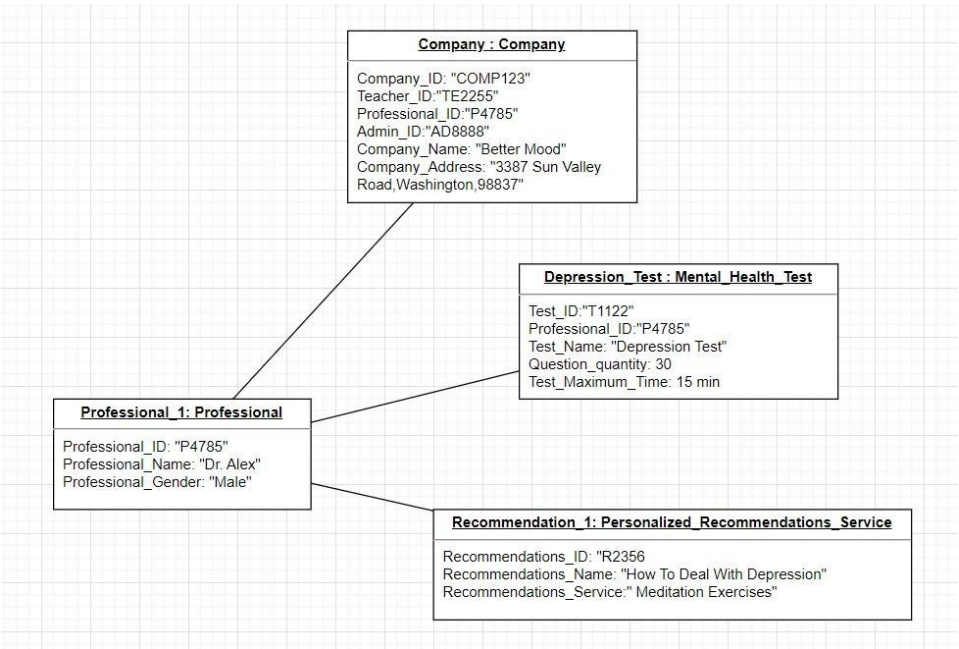 Company : Company
Company_ID: "COMP123"
Teacher_ID:"TE2255"
Professional_ID:"P4785"
Admin_ID:"AD8888"
Company_Name: "Better Mood"
Company_Address: "3387 Sun Valley
Road,Washington,98837"
Depression_Test : Mental_Health_Test
Test_ID:"T1122"
Professional_ID:"P4785"
Test_Name: "Depression Test"
Question_quantity: 30
Test_Maximum_Time: 15 min
Professional_1: Professional
Professional_ID: "P4785"
Professional_Name: "Dr. Alex"
Professional_Gender: "Male"
Recommendation_1: Personalized_Recommendations_Service
Recommendations_ID: "R2356
Recommendations_Name: "How To Deal With Depression"
Recommendations_Service:" Meditation Exercises"